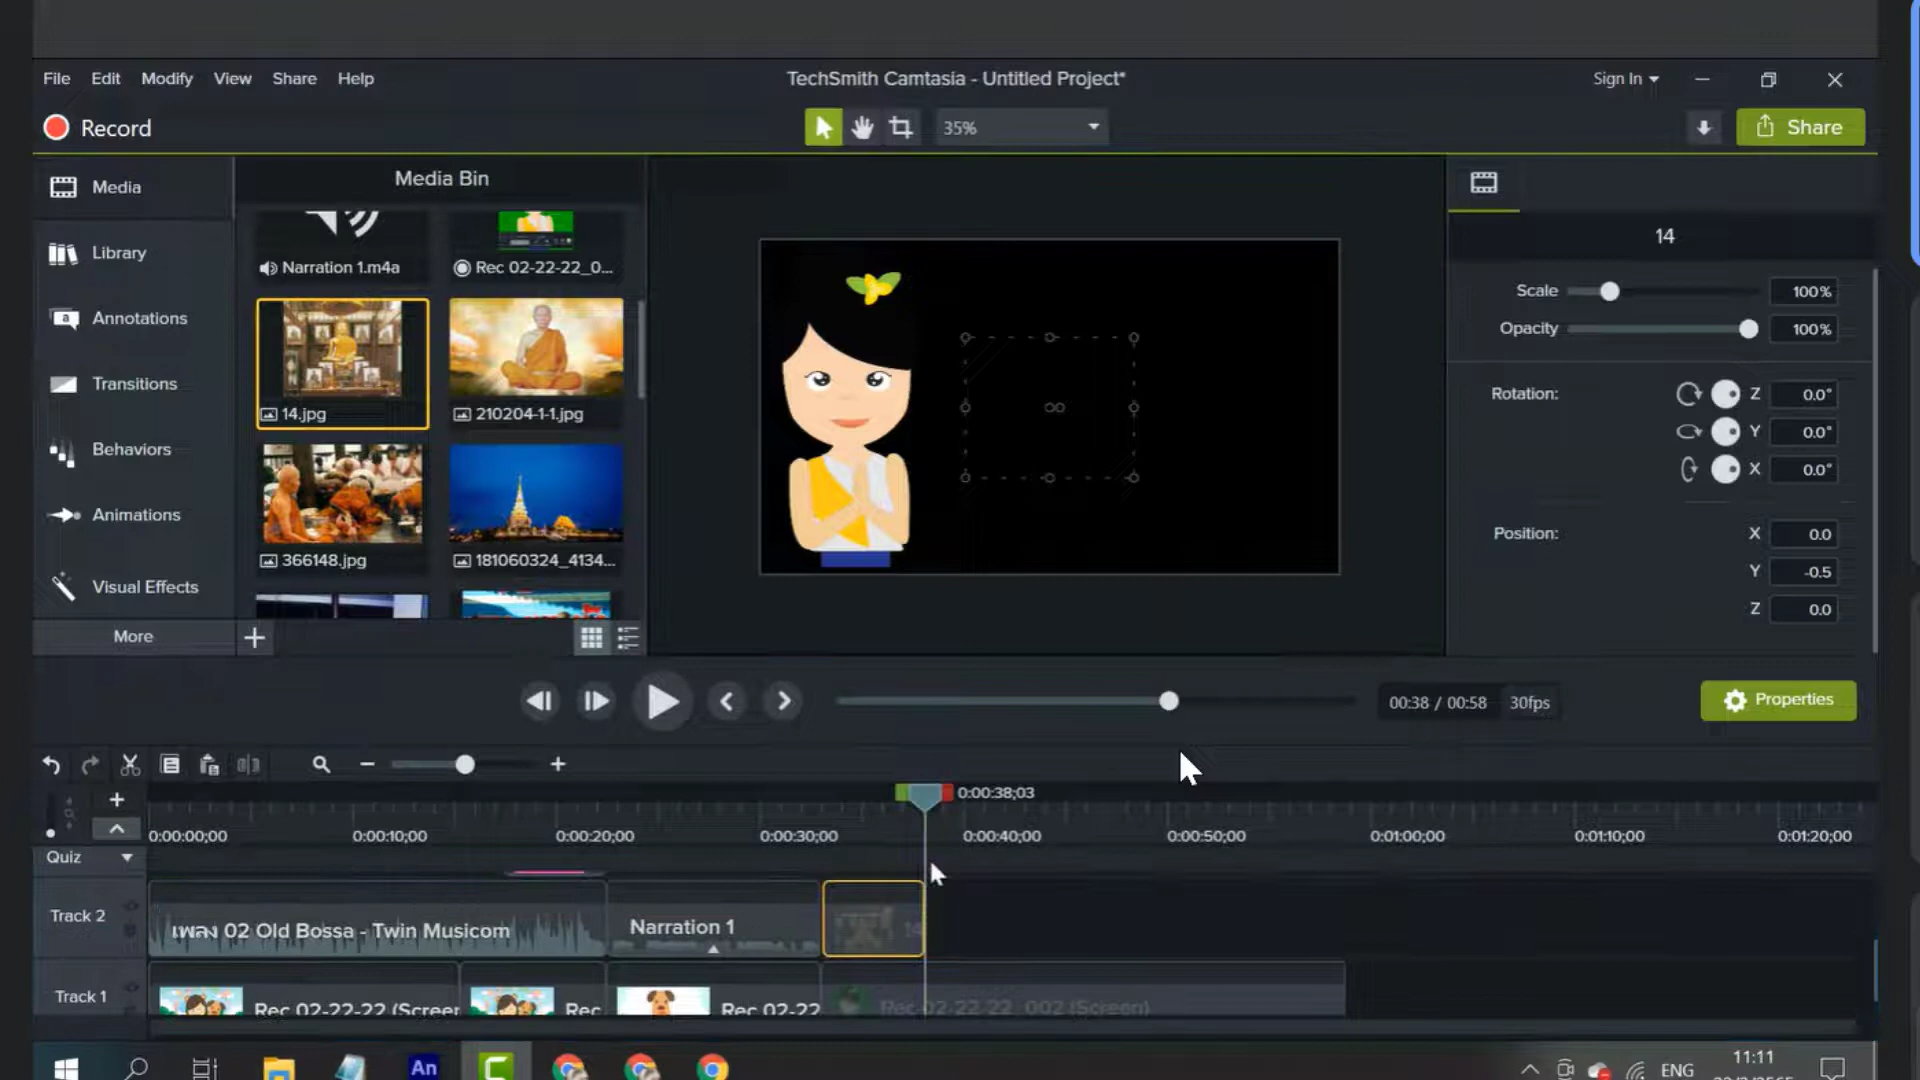 File Edit Modify View Share Help
TechSmith Camtasia - Untitled Project*
Sign In
Record
35%
Share
Media
Library
Annotations
Transitions
Behaviors
Animations
Visual Effects
More
Media Bin
Narration 1.m4a
Rec 02-22-22_0...
14.jpg
210204-1-1.jpg
366148.jpg
181060324_4134...
14
Scale 100%
Opacity 100%
Rotation: Z 0.0°
Y 0.0°
X 0.0°
Position: X 0.0
Y -0.5
Z 0.0
00:38 / 00:58 30fps
Properties
0:00:38;03
0:00:00;00 0:00:10;00 0:00:20;00 0:00:30;00 0:00:40;00 0:00:50;00 0:01:00;00 0:01:10;00 0:01:20;00
Quiz
Track 2
เพลง 02 Old Bossa - Twin Musicom
Narration 1
Track 1
Rec 02-22-22 (Screen
Rec
Rec 02-22
Rec 02-22-22_002 (Screen)
An
ENG
11:11